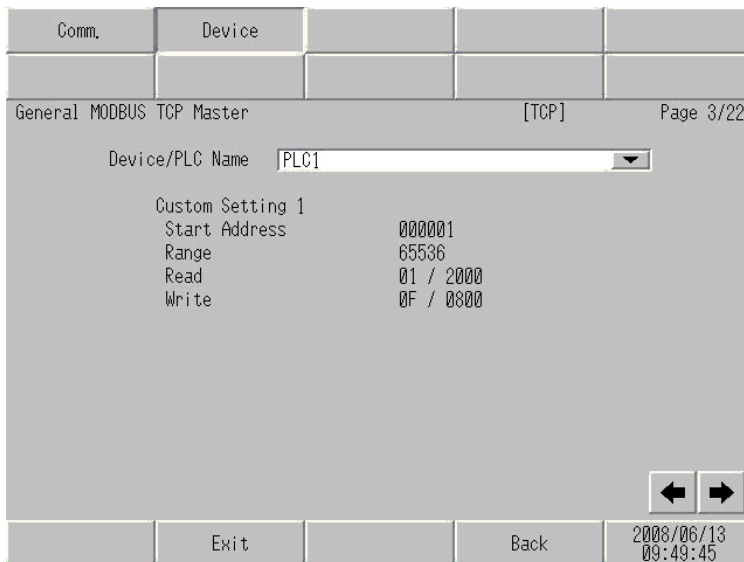 Comm. Device
General MODBUS TCP Master [TCP] Page 3/22
Device/PLC Name PLC1
Custom Setting 1
Start Address 000001
Range 65536
Read 01 / 2000
Write 0F / 0800
Exit Back 2008/06/13
09:49:45